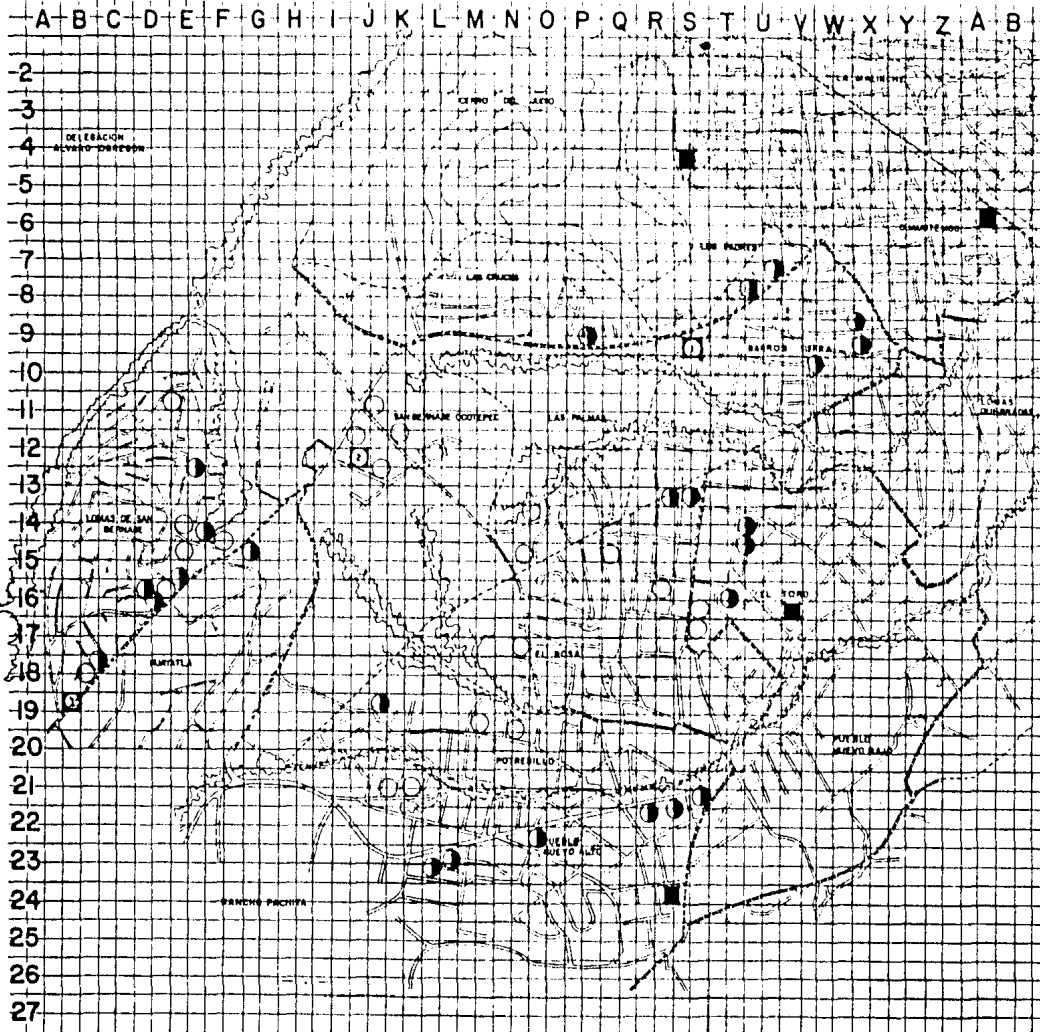 A B C D E F G H I J K L M N O P Q R S T U V W X Y Z A B
-2
LA MALINCHE
-3
CERRO DEL JUDIO
DELEGACION
-4
ALVARO OBREGON
-5
-6
CUAUHTEMOC
LOS PADRES
-7
LAS CRUCES
-8
-9
BARROS SIERRA
10
11
SAN BERNABE OCOTEPEC
LAS PALMAS
LOMAS
QUEBRADAS
12
13
14
LOMAS DE SAN
BERNABE
15
16
EL TORO
17
EL ROSAL
HUAYATLA
18
19
20
PUEBLO
NUEVO BAJO
POTRERILLO
21
22
PUEBLO
NUEVO ALTO
23
24
RANCHO PACHITA
25
26
27